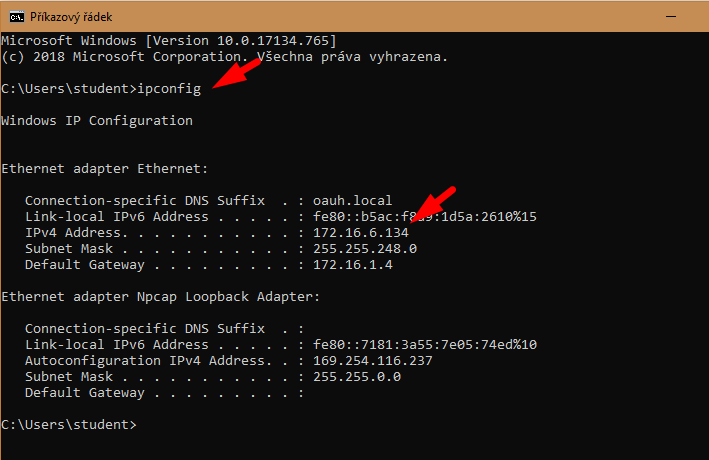 Příkazový řádek
Microsoft Windows [Version 10.0.17134.765]
(c) 2018 Microsoft Corporation. Všechna práva vyhrazena.
C:\Users\student>ipconfig
Windows IP Configuration
Ethernet adapter Ethernet:
Connection-specific DNS Suffix  . : oauh.local
Link-local IPv6 Address . . . . . : fe80::b5ac:f8d9:1d5a:2610%15
IPv4 Address. . . . . . . . . . . : 172.16.6.134
Subnet Mask . . . . . . . . . . . : 255.255.248.0
Default Gateway . . . . . . . . . : 172.16.1.4
Ethernet adapter Npcap Loopback Adapter:
Connection-specific DNS Suffix  . :
Link-local IPv6 Address . . . . . : fe80::7181:3a55:7e05:74ed%10
Autoconfiguration IPv4 Address. . : 169.254.116.237
Subnet Mask . . . . . . . . . . . : 255.255.0.0
Default Gateway . . . . . . . . . :
C:\Users\student>